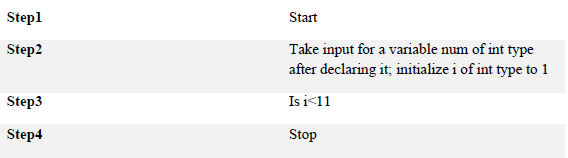 Step1 Start
Step2 Take input for a variable num of int type
after declaring it; initialize i of int type to 1
Step3 Is i<11
Step4 Stop